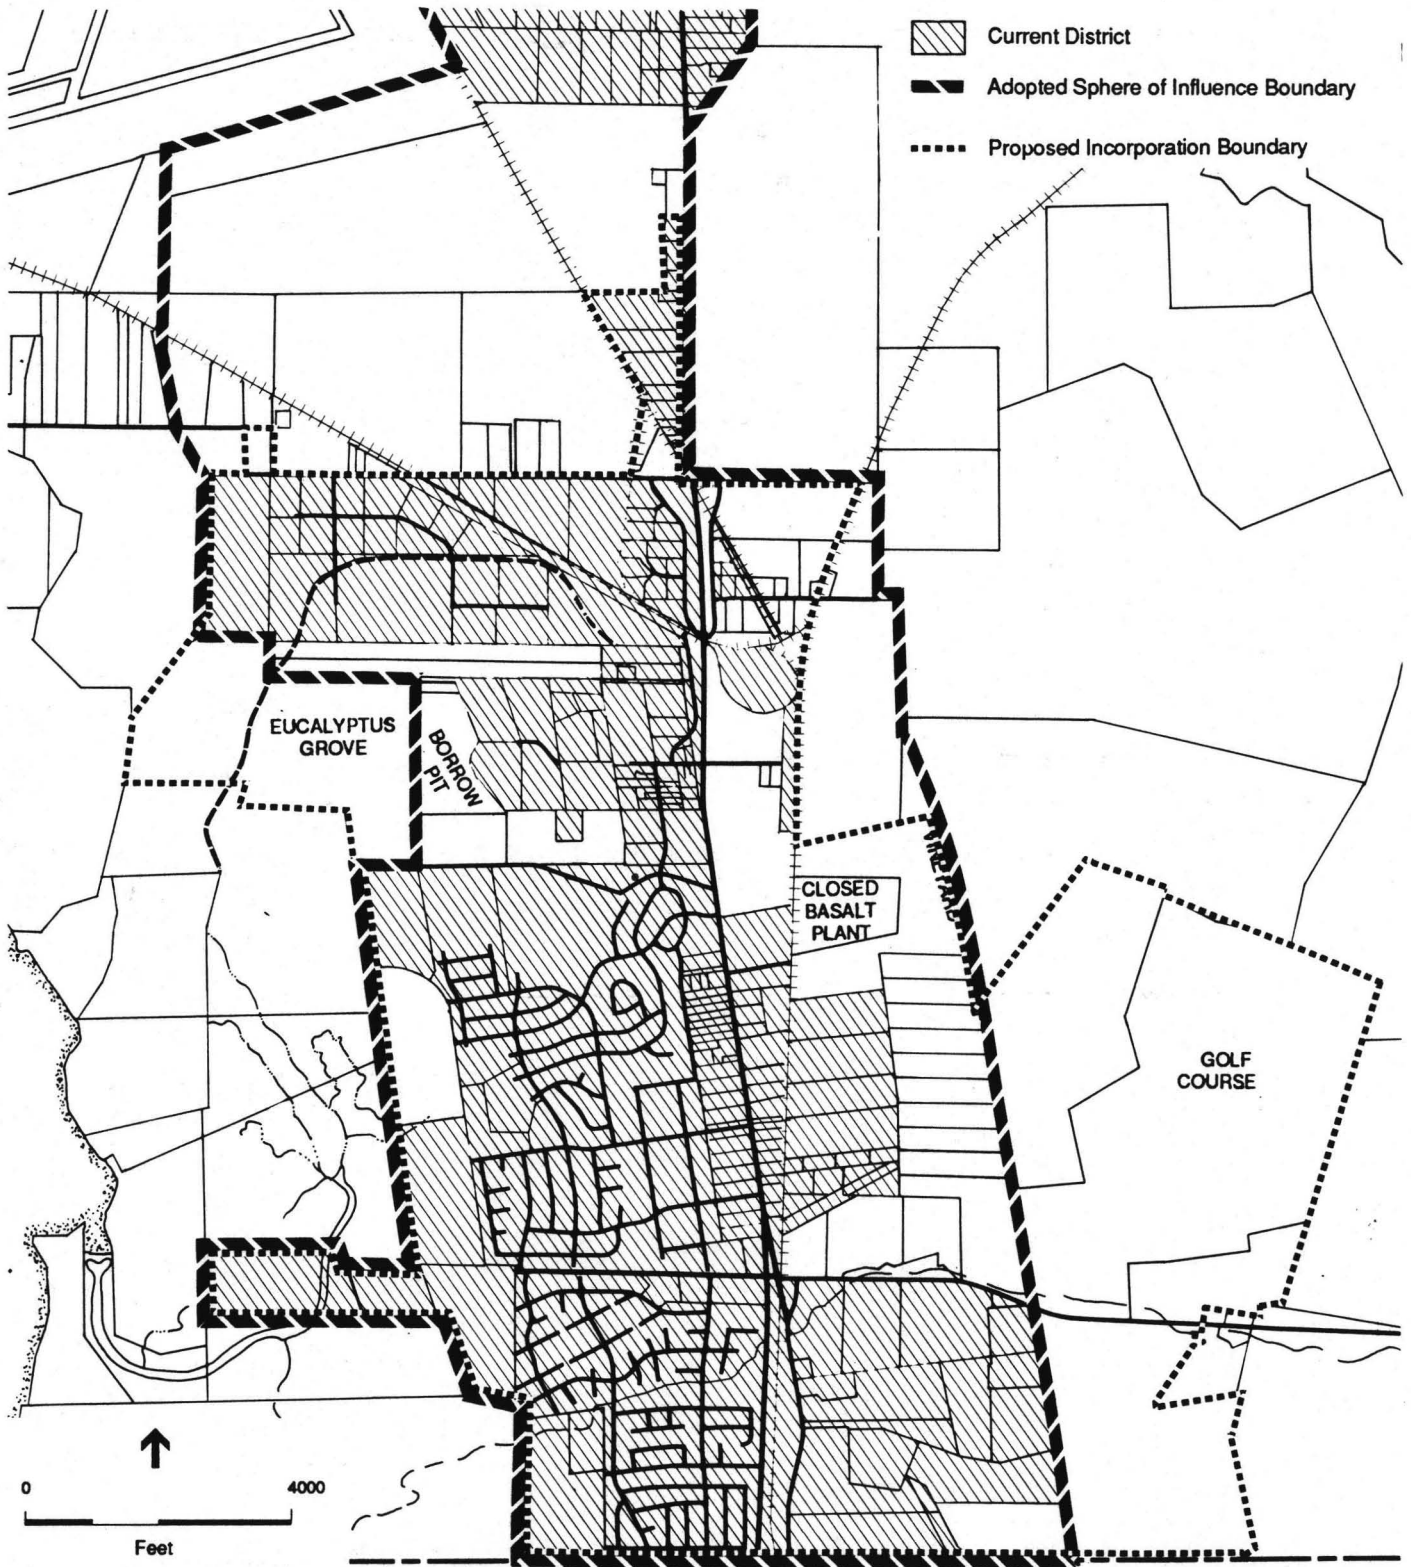 Current District
Adopted Sphere of Influence Boundary
Proposed Incorporation Boundary
EUCALYPTUS
GROVE
BORROW
PIT
CLOSED
BASALT
PLANT
GOLF
COURSE
0 4000
Feet